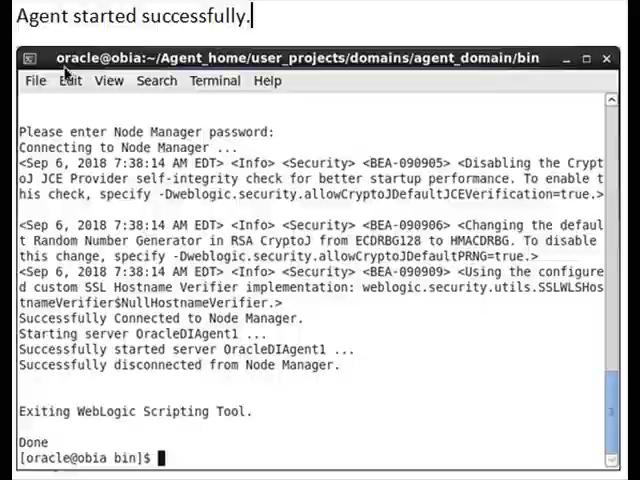 Agent started successfully.
oracle@obia:~/Agent_home/user_projects/domains/agent_domain/bin
File Edit View Search Terminal Help
Please enter Node Manager password:
Connecting to Node Manager ...
<Sep 6, 2018 7:38:14 AM EDT> <Info> <Security> <BEA-090905> <Disabling the Crypt
oJ JCE Provider self-integrity check for better startup performance. To enable t
his check, specify -Dweblogic.security.allowCryptoJDefaultJCEVerification=true.>
<Sep 6, 2018 7:38:14 AM EDT> <Info> <Security> <BEA-090906> <Changing the defaul
t Random Number Generator in RSA CryptoJ from ECDRBG128 to HMACDRBG. To disable
this change, specify -Dweblogic.security.allowCryptoJDefaultPRNG=true.>
<Sep 6, 2018 7:38:14 AM EDT> <Info> <Security> <BEA-090909> <Using the configure
d custom SSL Hostname Verifier implementation: weblogic.security.utils.SSLWLSHos
tnameVerifier$NullHostnameVerifier.>
Successfully Connected to Node Manager.
Starting server OracleDIAgent1 ...
Successfully started server OracleDIAgent1 ...
Successfully disconnected from Node Manager.
Exiting WebLogic Scripting Tool.
Done
[oracle@obia bin]$